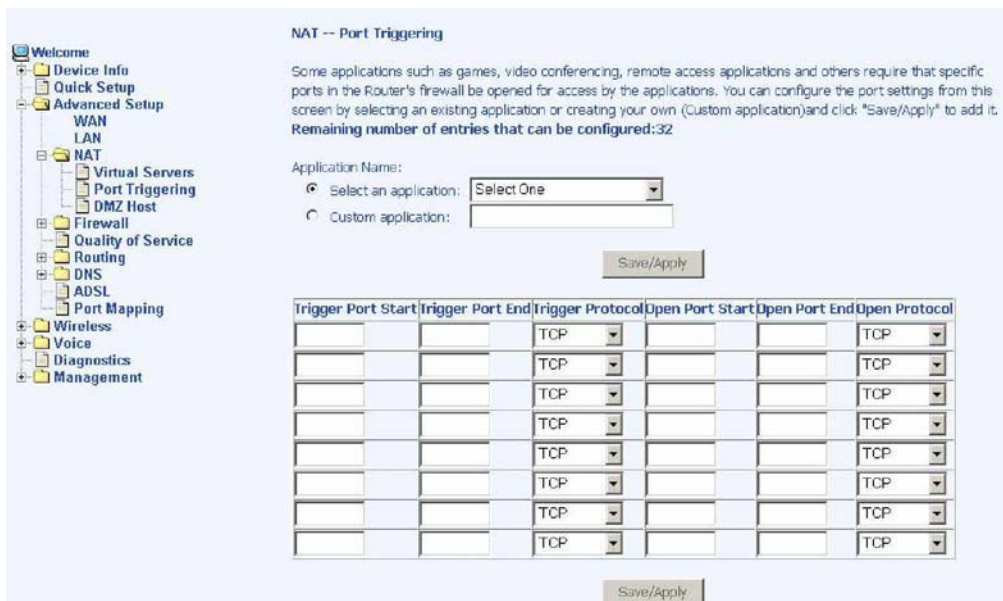 Welcome
Device Info
Quick Setup
Advanced Setup
WAN
LAN
NAT
Virtual Servers
Port Triggering
DMZ Host
Firewall
Quality of Service
Routing
DNS
ADSL
Port Mapping
Wireless
Voice
Diagnostics
Management
NAT -- Port Triggering
Some applications such as games, video conferencing, remote access applications and others require that specific
ports in the Router's firewall be opened for access by the applications. You can configure the port settings from this
screen by selecting an existing application or creating your own (Custom application)and click "Save/Apply" to add it.
Remaining number of entries that can be configured:32
Application Name:
Select an application: Select One
Custom application:
Save/Apply
Trigger Port Start Trigger Port End Trigger Protocol Open Port Start Open Port End Open Protocol
TCP TCP
TCP TCP
TCP TCP
TCP TCP
TCP TCP
TCP TCP
TCP TCP
TCP TCP
Save/Apply